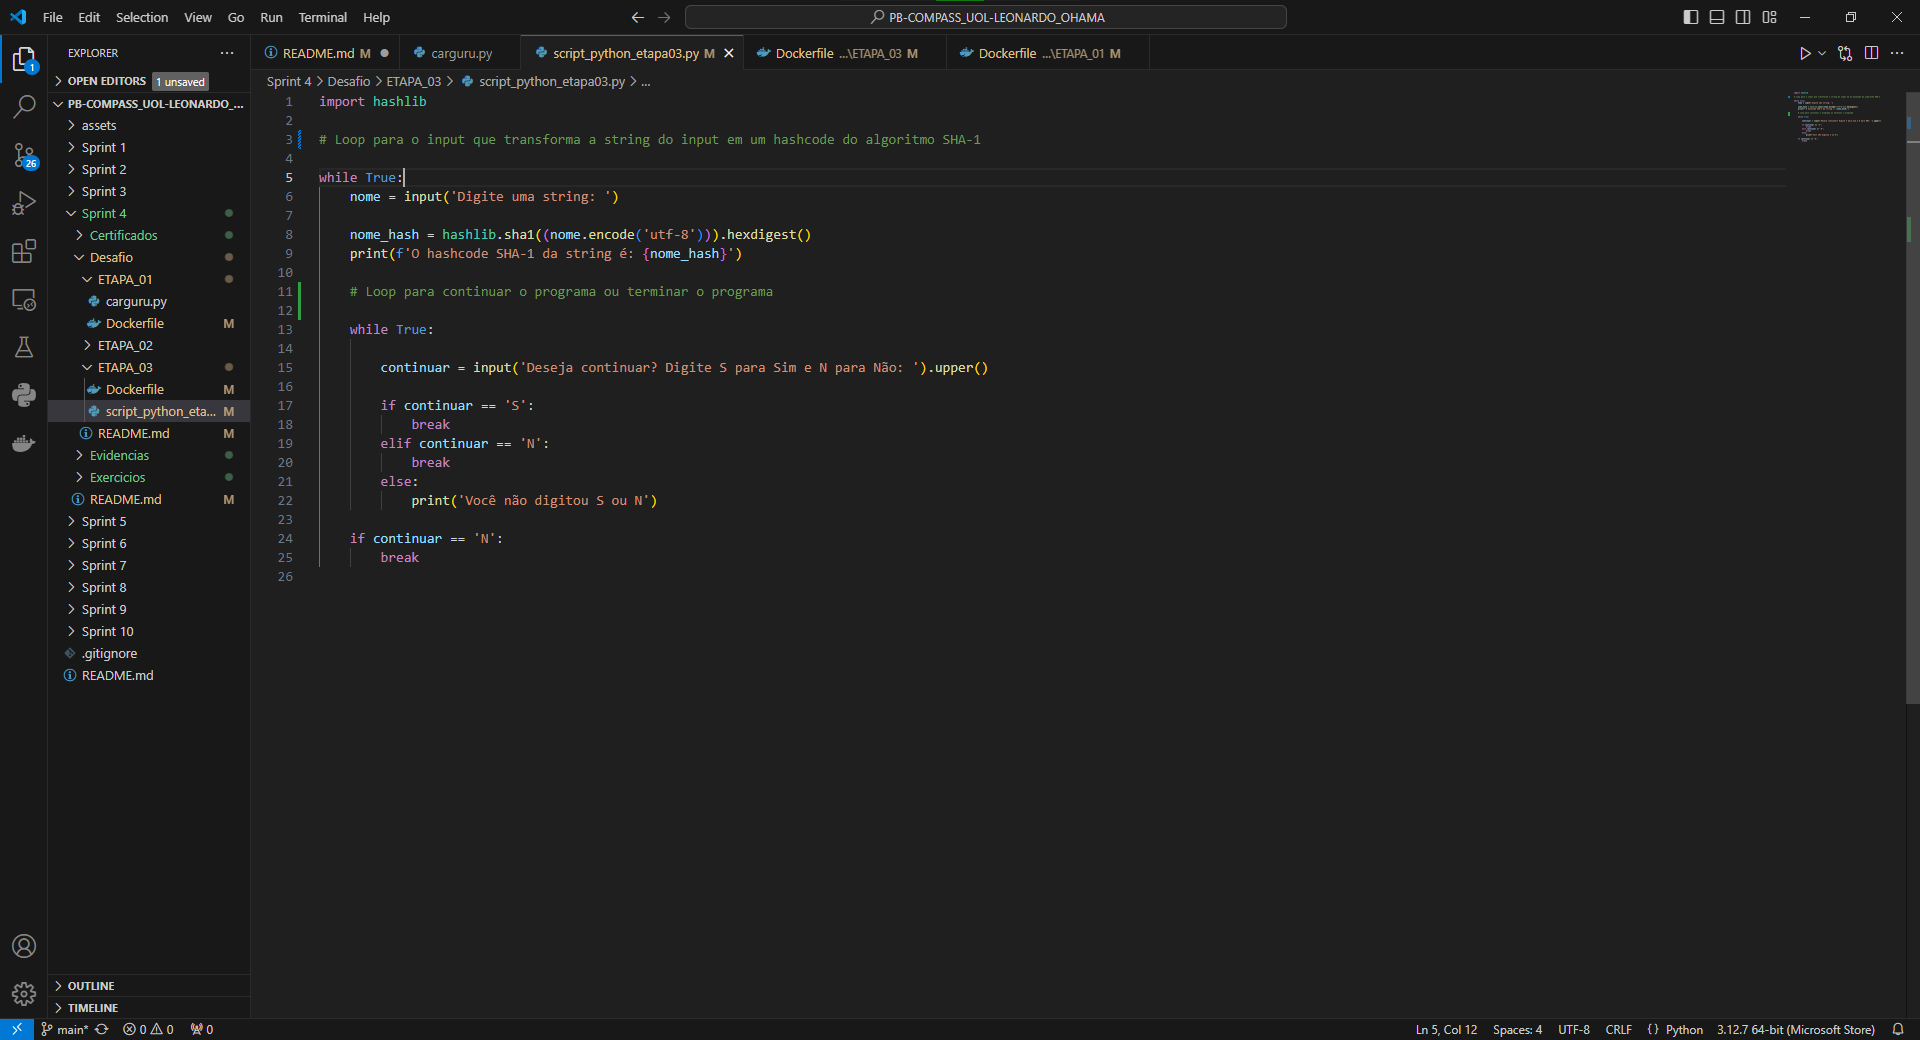 File Edit Selection View Go Run Terminal Help
PB-COMPASS_UOL-LEONARDO_OHAMA
EXPLORER
OPEN EDITORS 1 unsaved
PB-COMPASS_UOL-LEONARDO_...
assets
Sprint 1
Sprint 2
Sprint 3
Sprint 4
Certificados
Desafio
ETAPA_01
carguru.py
Dockerfile M
ETAPA_02
ETAPA_03
Dockerfile M
script_python_eta... M
README.md M
Evidencias
Exercicios
README.md M
Sprint 5
Sprint 6
Sprint 7
Sprint 8
Sprint 9
Sprint 10
.gitignore
README.md
OUTLINE
TIMELINE
1
26
README.md M
carguru.py
script_python_etapa03.py M
Dockerfile ...\ETAPA_03 M
Dockerfile ...\ETAPA_01 M
Sprint 4 > Desafio > ETAPA_03 > script_python_etapa03.py > ...
1 import hashlib
2
3 # Loop para o input que transforma a string do input em um hashcode do algoritmo SHA-1
4
5 while True:
6 nome = input('Digite uma string: ')
7
8 nome_hash = hashlib.sha1((nome.encode('utf-8'))).hexdigest()
9 print(f'O hashcode SHA-1 da string é: {nome_hash}')
10
11 # Loop para continuar o programa ou terminar o programa
12
13 while True:
14
15 continuar = input('Deseja continuar? Digite S para Sim e N para Não: ').upper()
16
17 if continuar == 'S':
18 break
19 elif continuar == 'N':
20 break
21 else:
22 print('Você não digitou S ou N')
23
24 if continuar == 'N':
25 break
26
main* 0 0 0
Ln 5, Col 12 Spaces: 4 UTF-8 CRLF {} Python 3.12.7 64-bit (Microsoft Store)